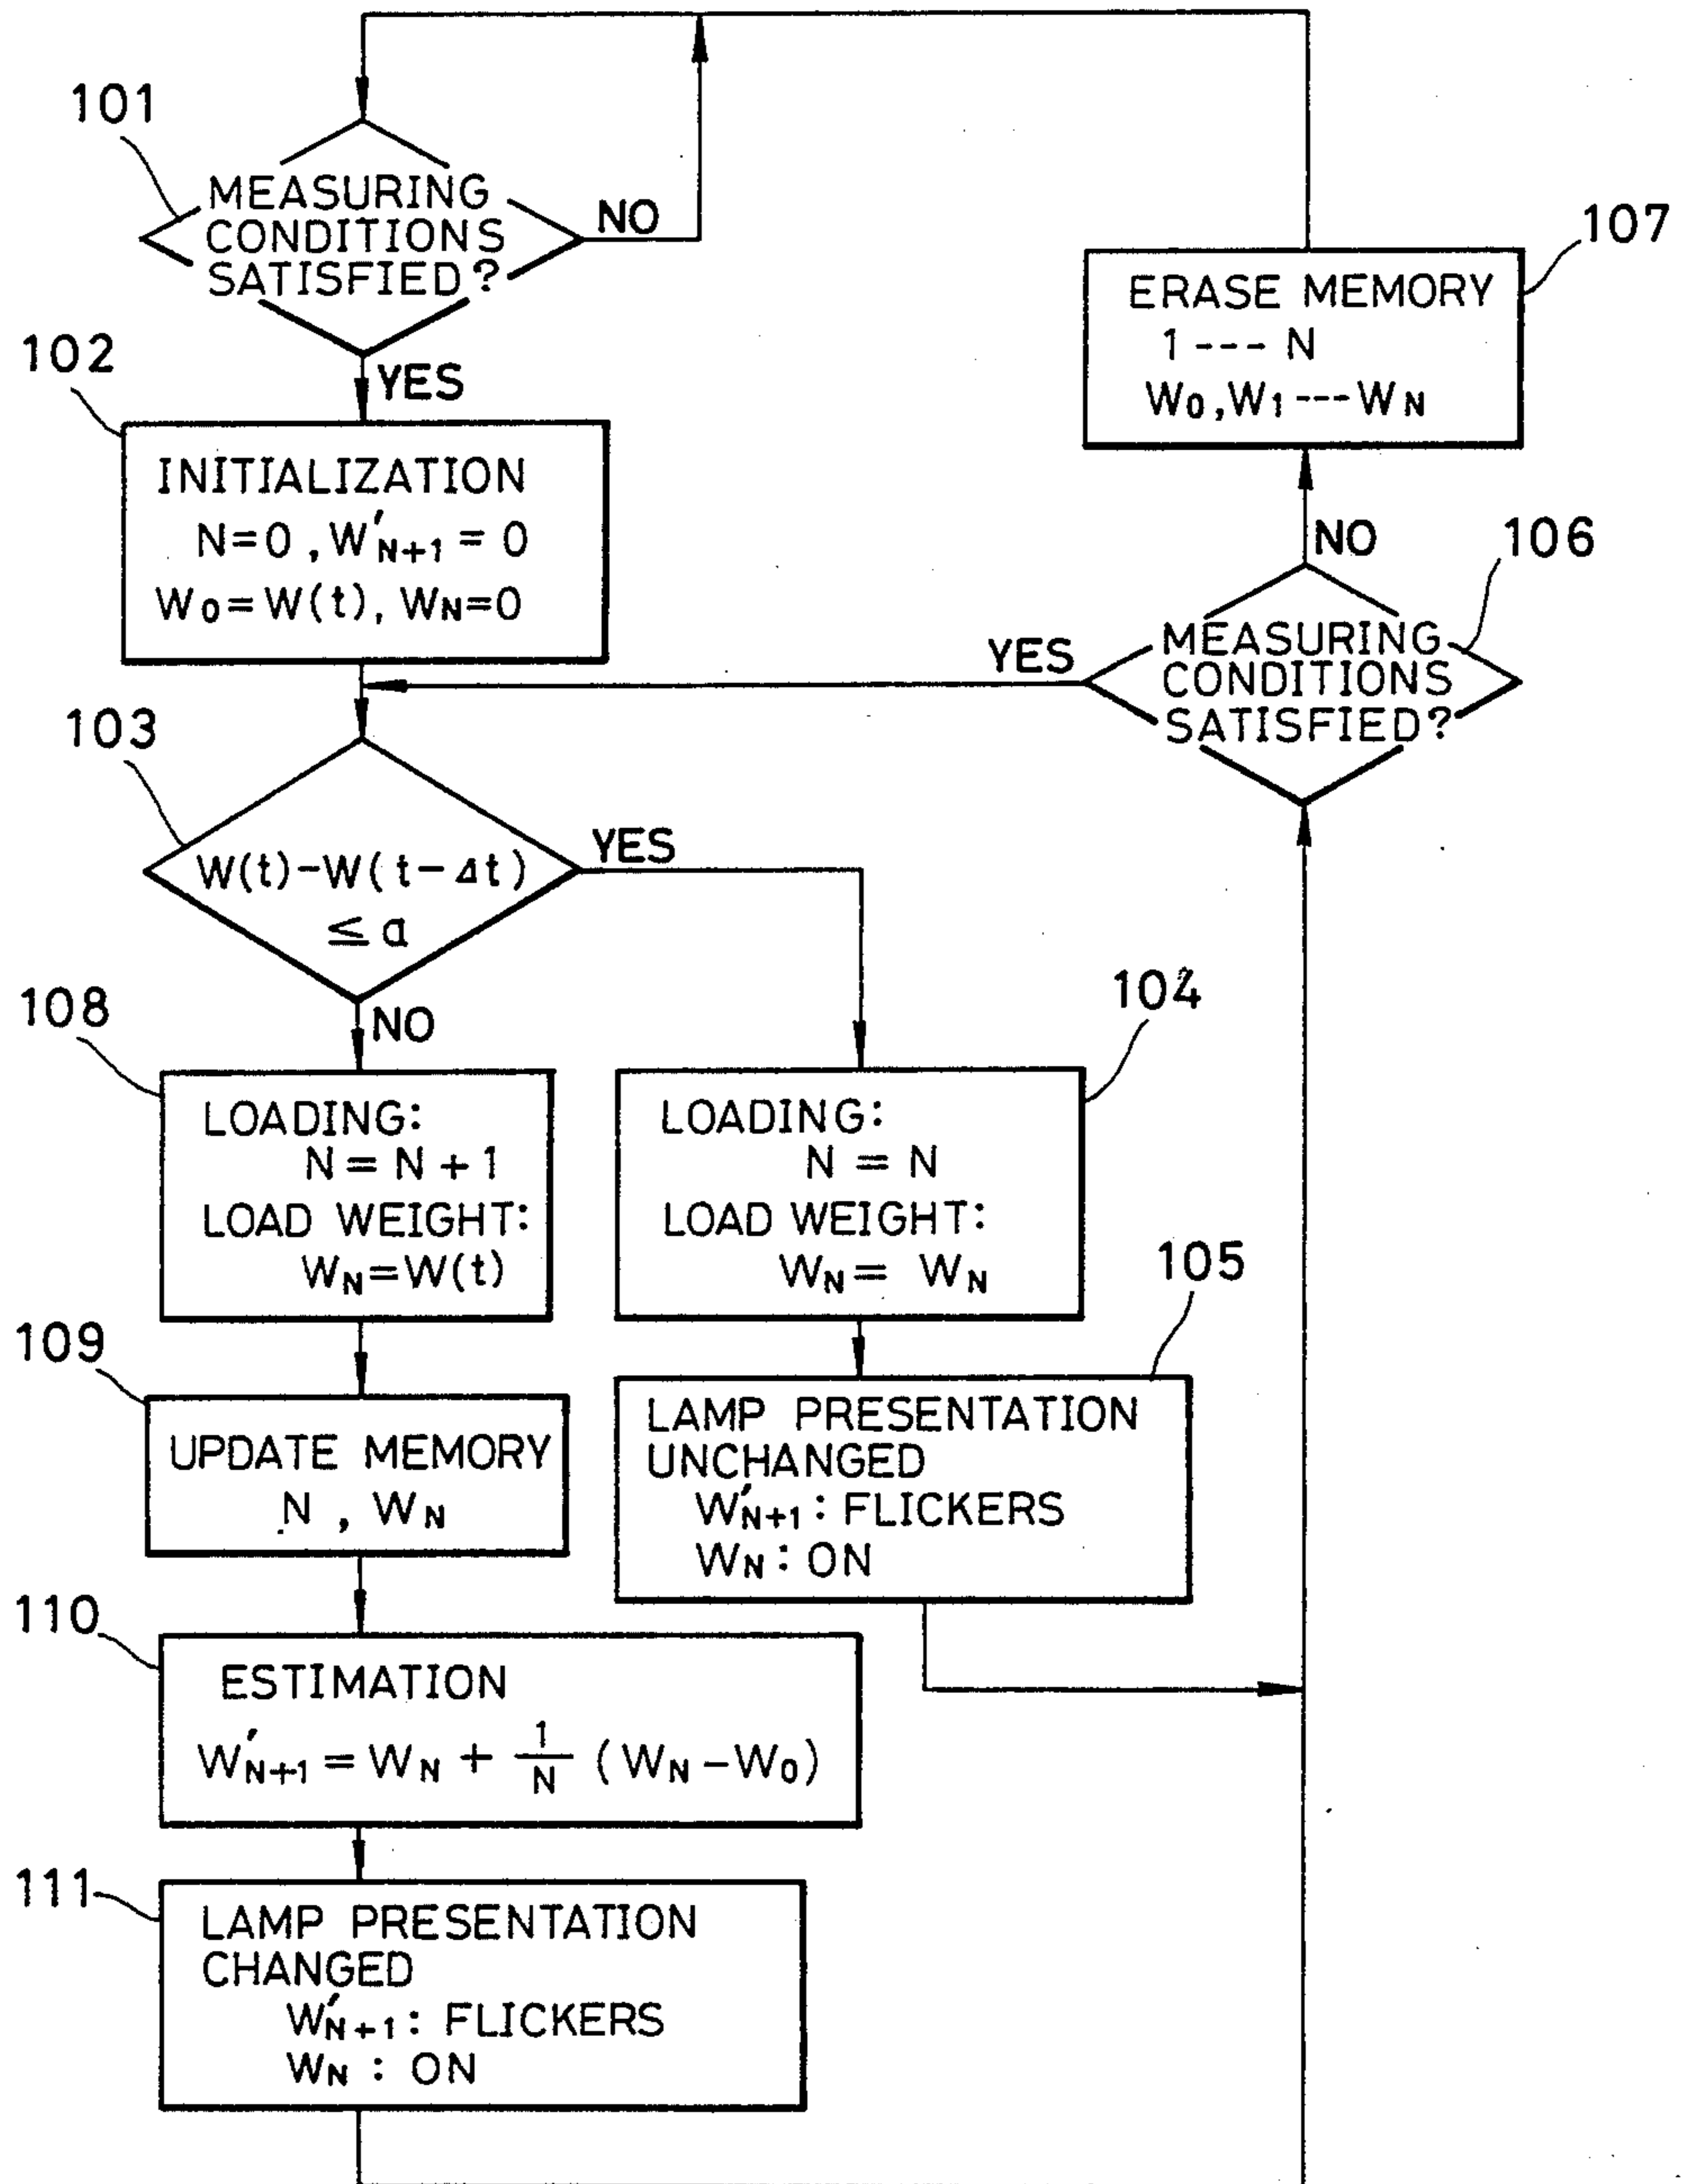 101
MEASURING
CONDITIONS
SATISFIED?
NO
YES
102
INITIALIZATION
N=0, W'N+1 = 0
W0=W(t), WN=0
103
W(t)-W(t-Δt)
≤ a
YES
NO
108
LOADING:
N = N + 1
LOAD WEIGHT:
WN=W(t)
109
UPDATE MEMORY
N , WN
110
ESTIMATION
W'N+1 = WN + 1/N (WN - W0)
111
LAMP PRESENTATION
CHANGED
W'N+1: FLICKERS
WN : ON
104
LOADING:
N = N
LOAD WEIGHT:
WN = WN
105
LAMP PRESENTATION
UNCHANGED
W'N+1: FLICKERS
WN : ON
106
MEASURING
CONDITIONS
SATISFIED?
YES
NO
107
ERASE MEMORY
1 --- N
W0, W1 --- WN